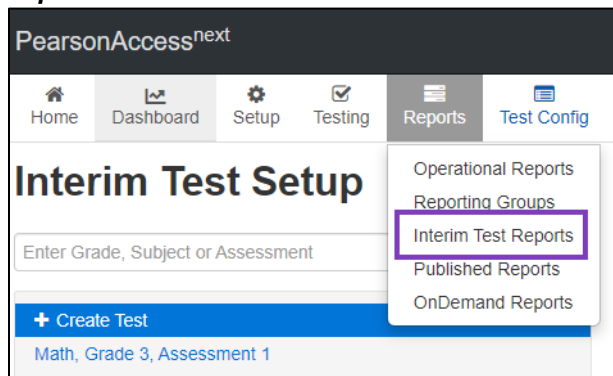 PearsonAccessnext
Home Dashboard Setup Testing Reports Test Config
Interim Test Setup
Operational Reports
Reporting Groups
Interim Test Reports
Published Reports
OnDemand Reports
Enter Grade, Subject or Assessment
+ Create Test
Math, Grade 3, Assessment 1